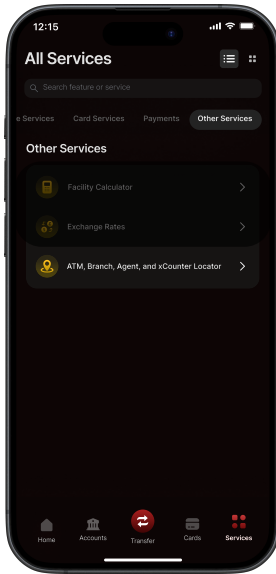 12:15
All Services
Search feature or service
e Services Card Services Payments Other Services
Other Services
Facility Calculator
Exchange Rates
ATM, Branch, Agent, and xCounter Locator
Home Accounts Transfer Cards Services